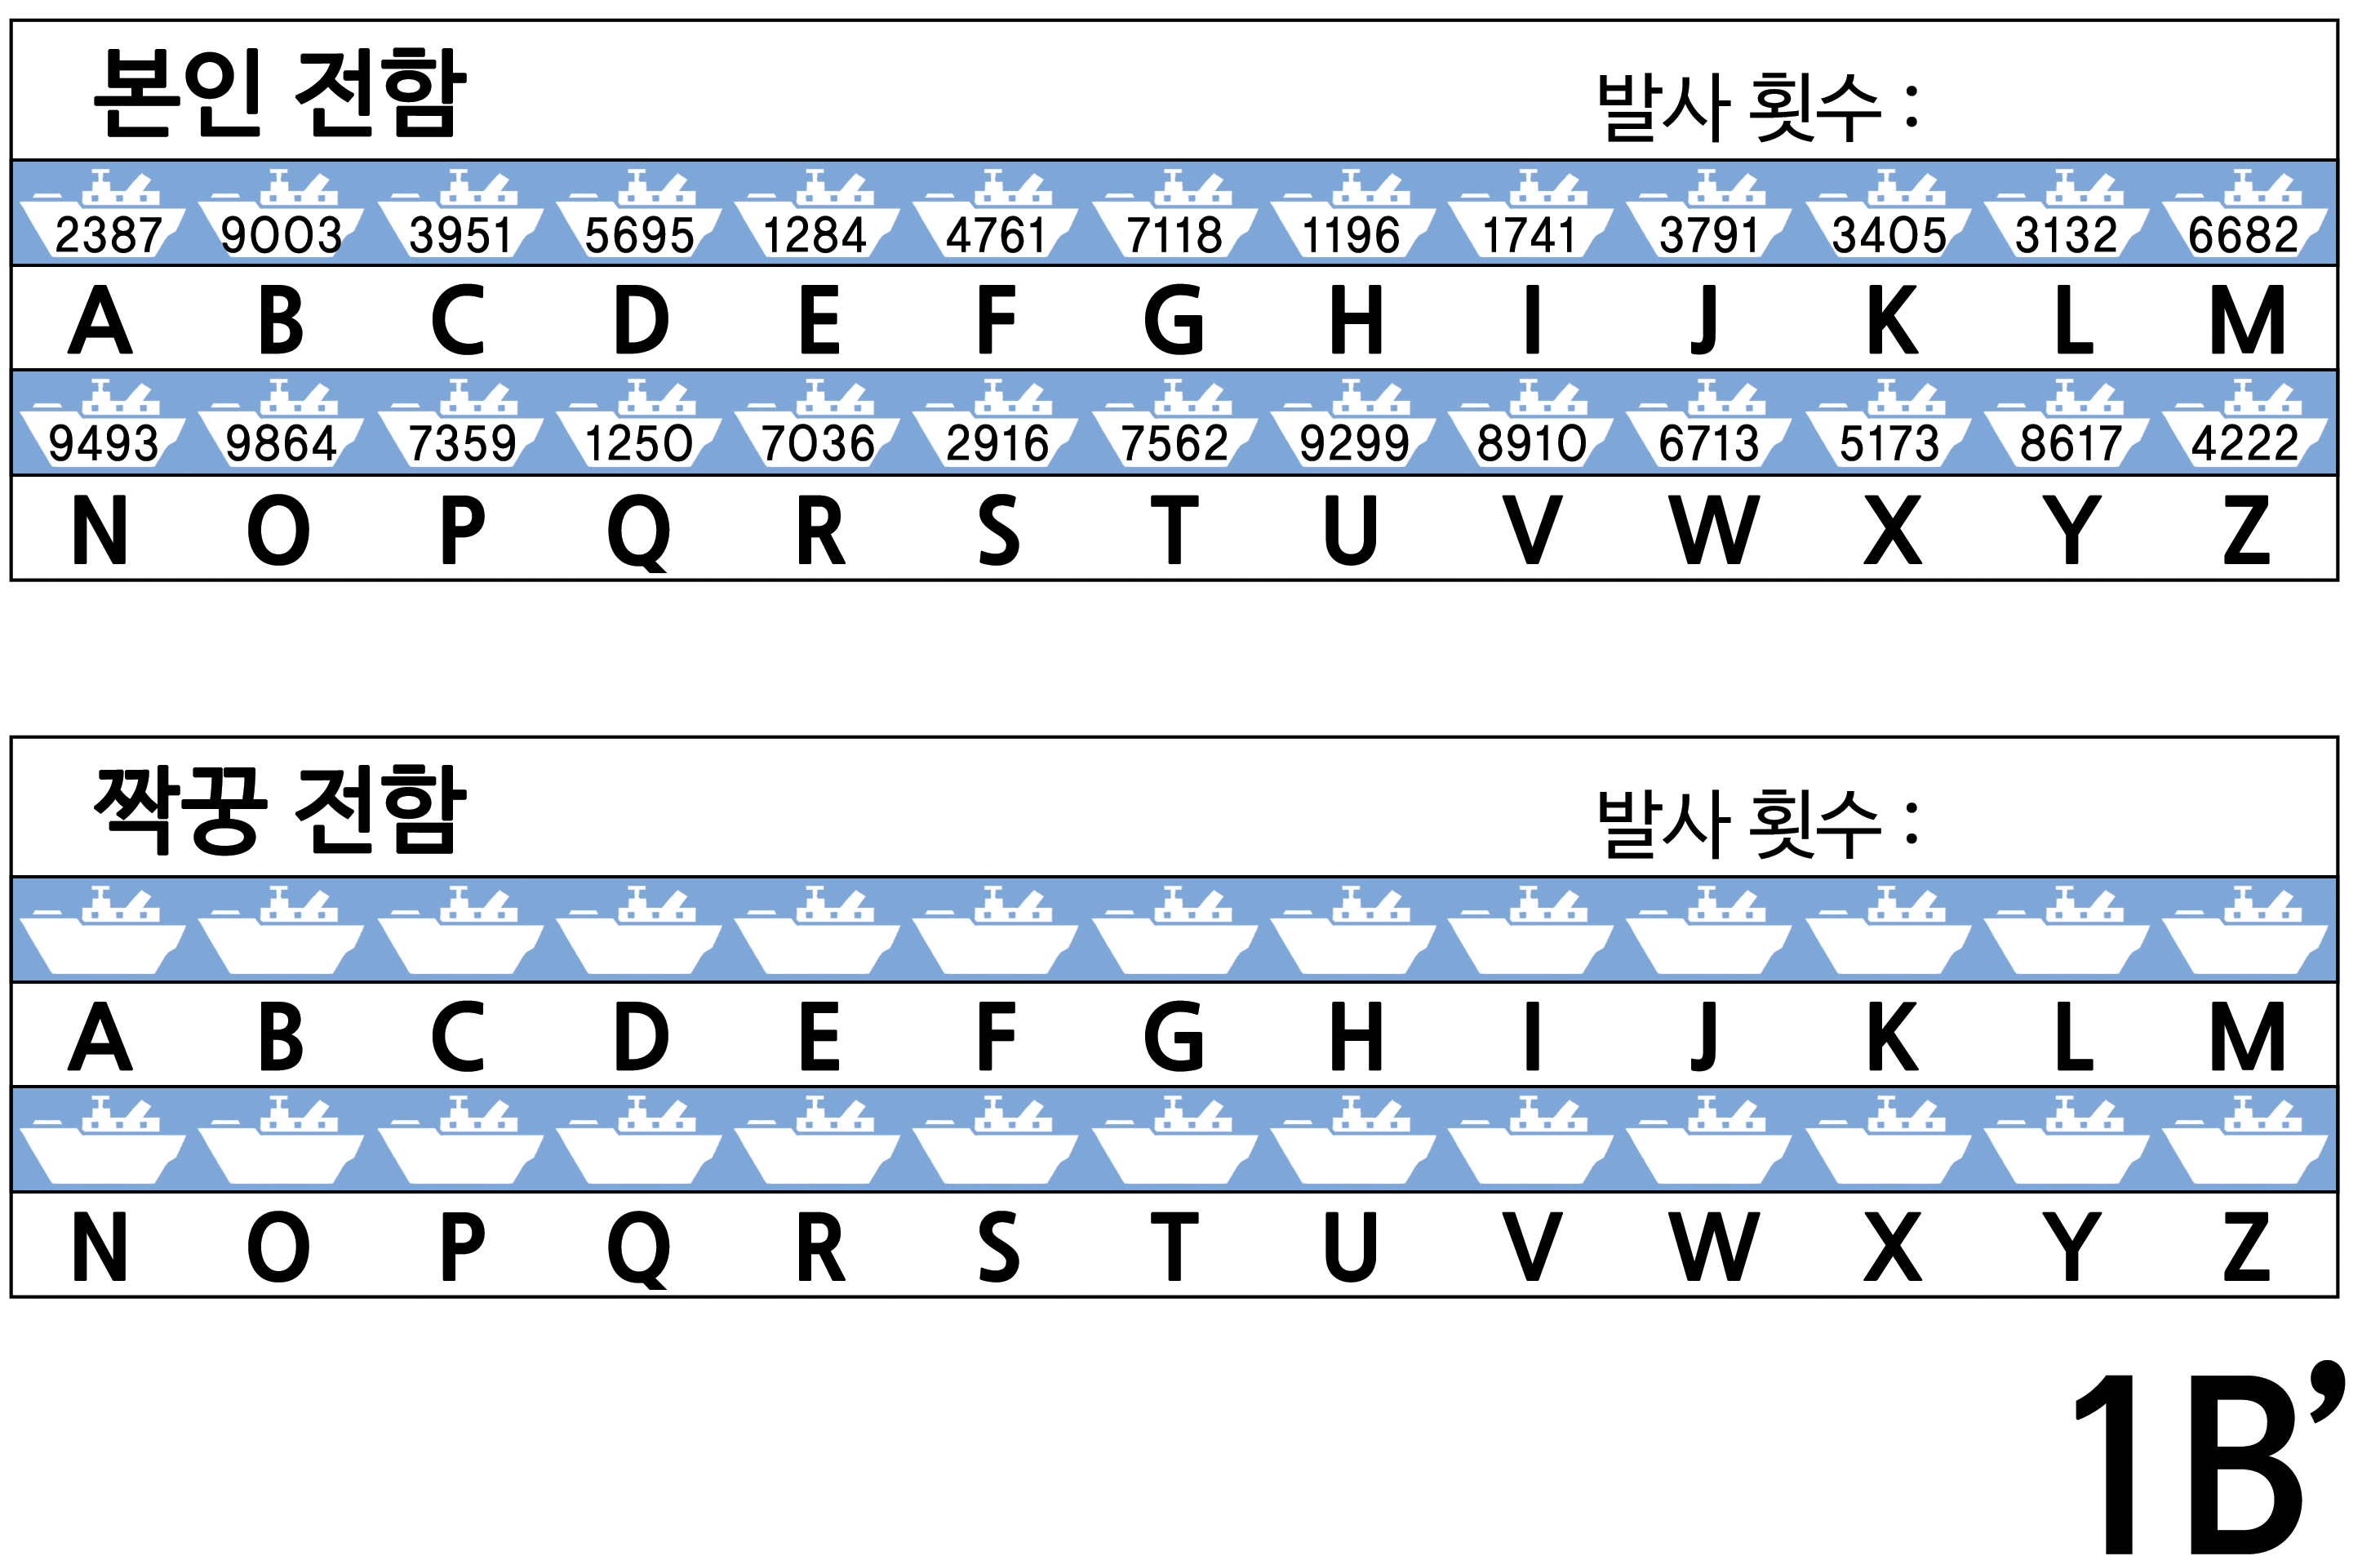 본인 전함 발사 횟수 :
2387 9003 3951 5695 1284 4761 7118 1196 1741 3791 3405 3132 6682
A B C D E F G H I J K L M
9493 9864 7359 1250 7036 2916 7562 9299 8910 6713 5173 8617 4222
N O P Q R S T U V W X Y Z
짝꿍 전함 발사 횟수 :
A B C D E F G H I J K L M
N O P Q R S T U V W X Y Z
1B’